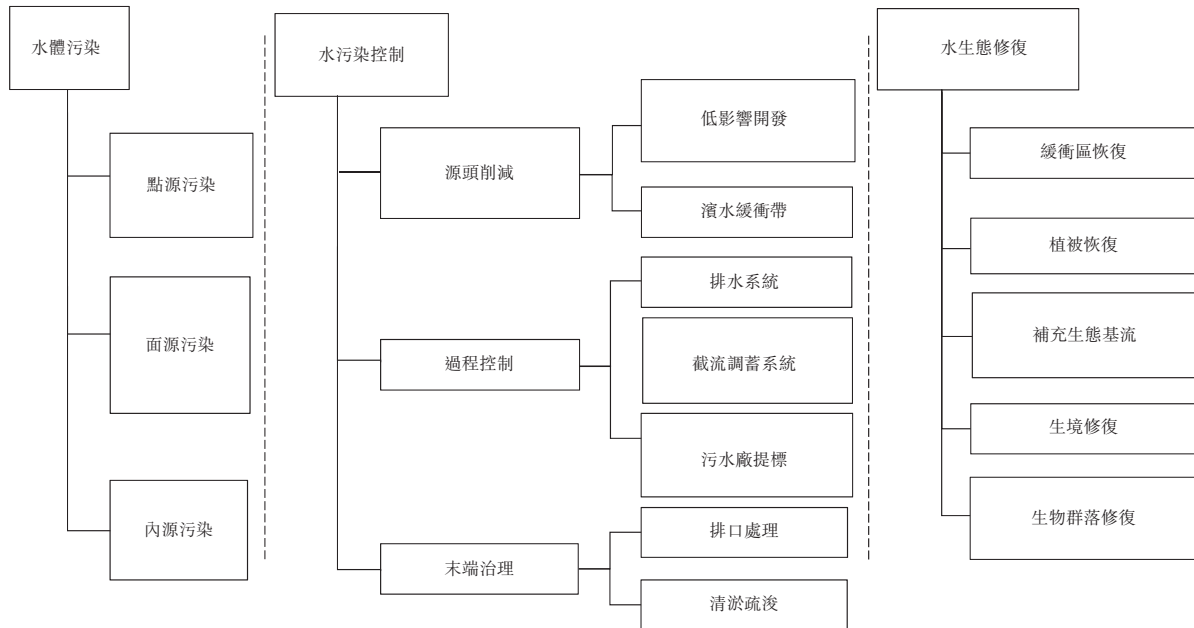 水體污染
點源污染
面源污染
內源污染
水污染控制
源頭削減
低影響開發
濱水緩衝帶
過程控制
排水系統
截流調蓄系統
污水廠提標
末端治理
排口處理
清淤疏浚
水生態修復
緩衝區恢復
植被恢復
補充生態基流
生境修復
生物群落修復